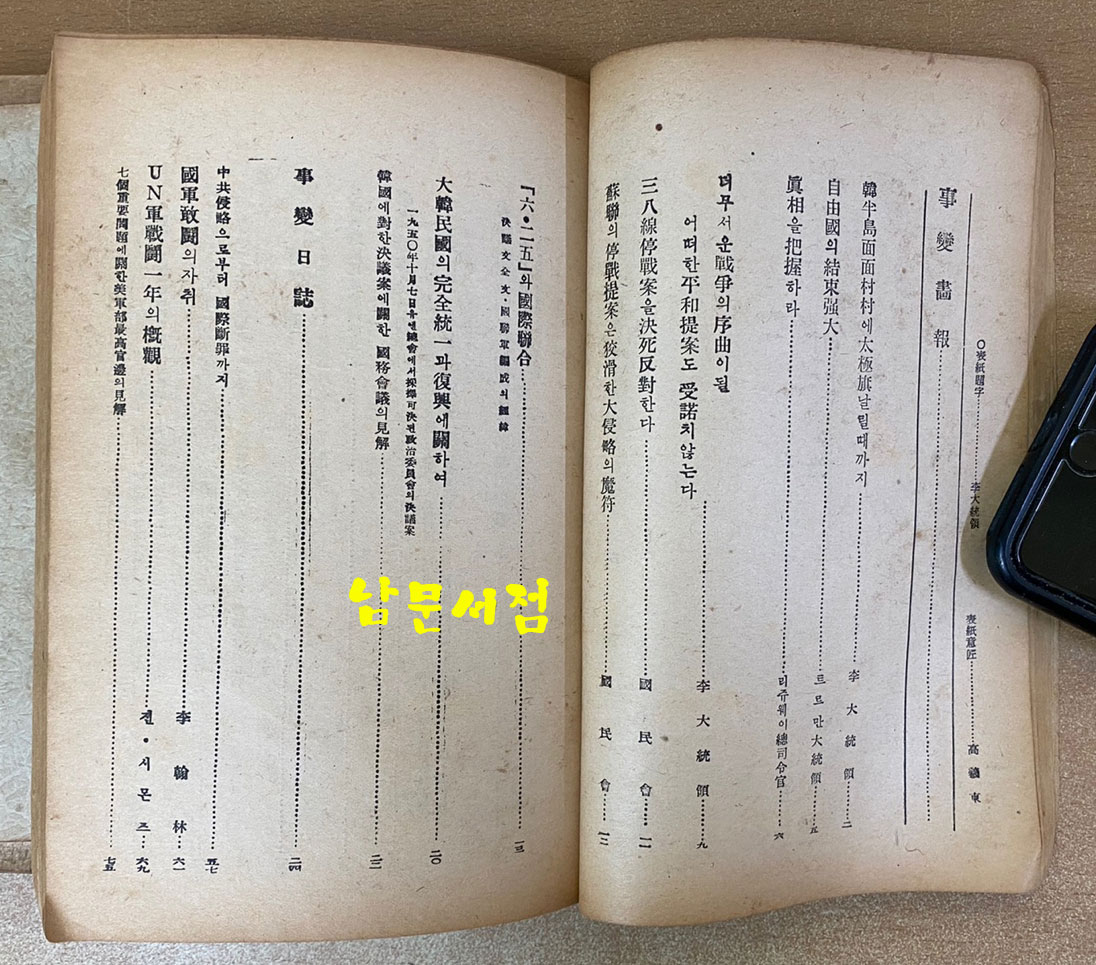 ○表紙題字……李大統領 表紙意匠……高義東
事變畵報
韓半島面面村村에太極旗날릴때까지……李大統領……二
自由國의結束强大……트르만大統領……五
眞相을把握하라……리쥬웨이總司令官……六
더무서운戰爭의序曲이될
어떠한平和提案도 受諾치않는다……李大統領……九
三八線停戰案을決死反對한다……國民會……一一
蘇聯의停戰提案은狡滑한大侵略의魔符……國民會……一二
「六·二五」와國際聯合……一三
決議文全文·國聯軍編成의經緯
大韓民國의完全統一과復興에關하여……二〇
一九五〇年十月七日유엔總會에서採擇可決된政治委員會의決議案
韓國에對한決議案에關한 國務會議의見解……二二
事變日誌……二四
中共侵略으로부터 國際斷罪까지……五七
國軍敢鬪의자취……李翰林……六一
UN軍戰鬪一年의槪觀……젼·시몬즈……六九
七個重要問題에關한英軍部最高官邊의見解……七五
남문서점